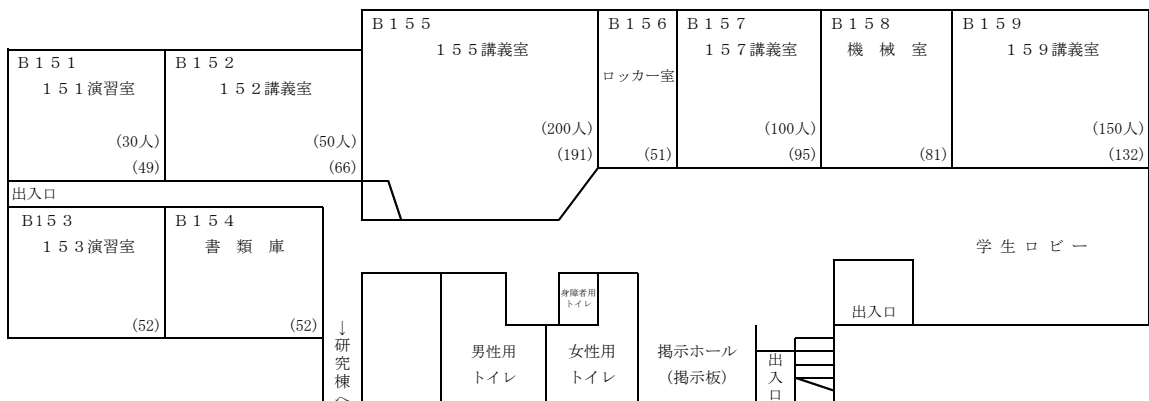 Ｂ１５５
１５５講義室
(200人)
(191)
Ｂ１５６
ロッカー室
(51)
Ｂ１５７
１５７講義室
(100人)
(95)
Ｂ１５８
機　械　室
(81)
Ｂ１５９
１５９講義室
(150人)
(132)
Ｂ１５１
１５１演習室
(30人)
(49)
Ｂ１５２
１５２講義室
(50人)
(66)
出入口
Ｂ1５３
１５３演習室
(52)
Ｂ１５４
書　類　庫
(52)
学 生 ロ ビ ー
出入口
↓研究棟へ
男性用
トイレ
身障者用
トイレ
女性用
トイレ
掲示ホール
(掲示板)
出入口